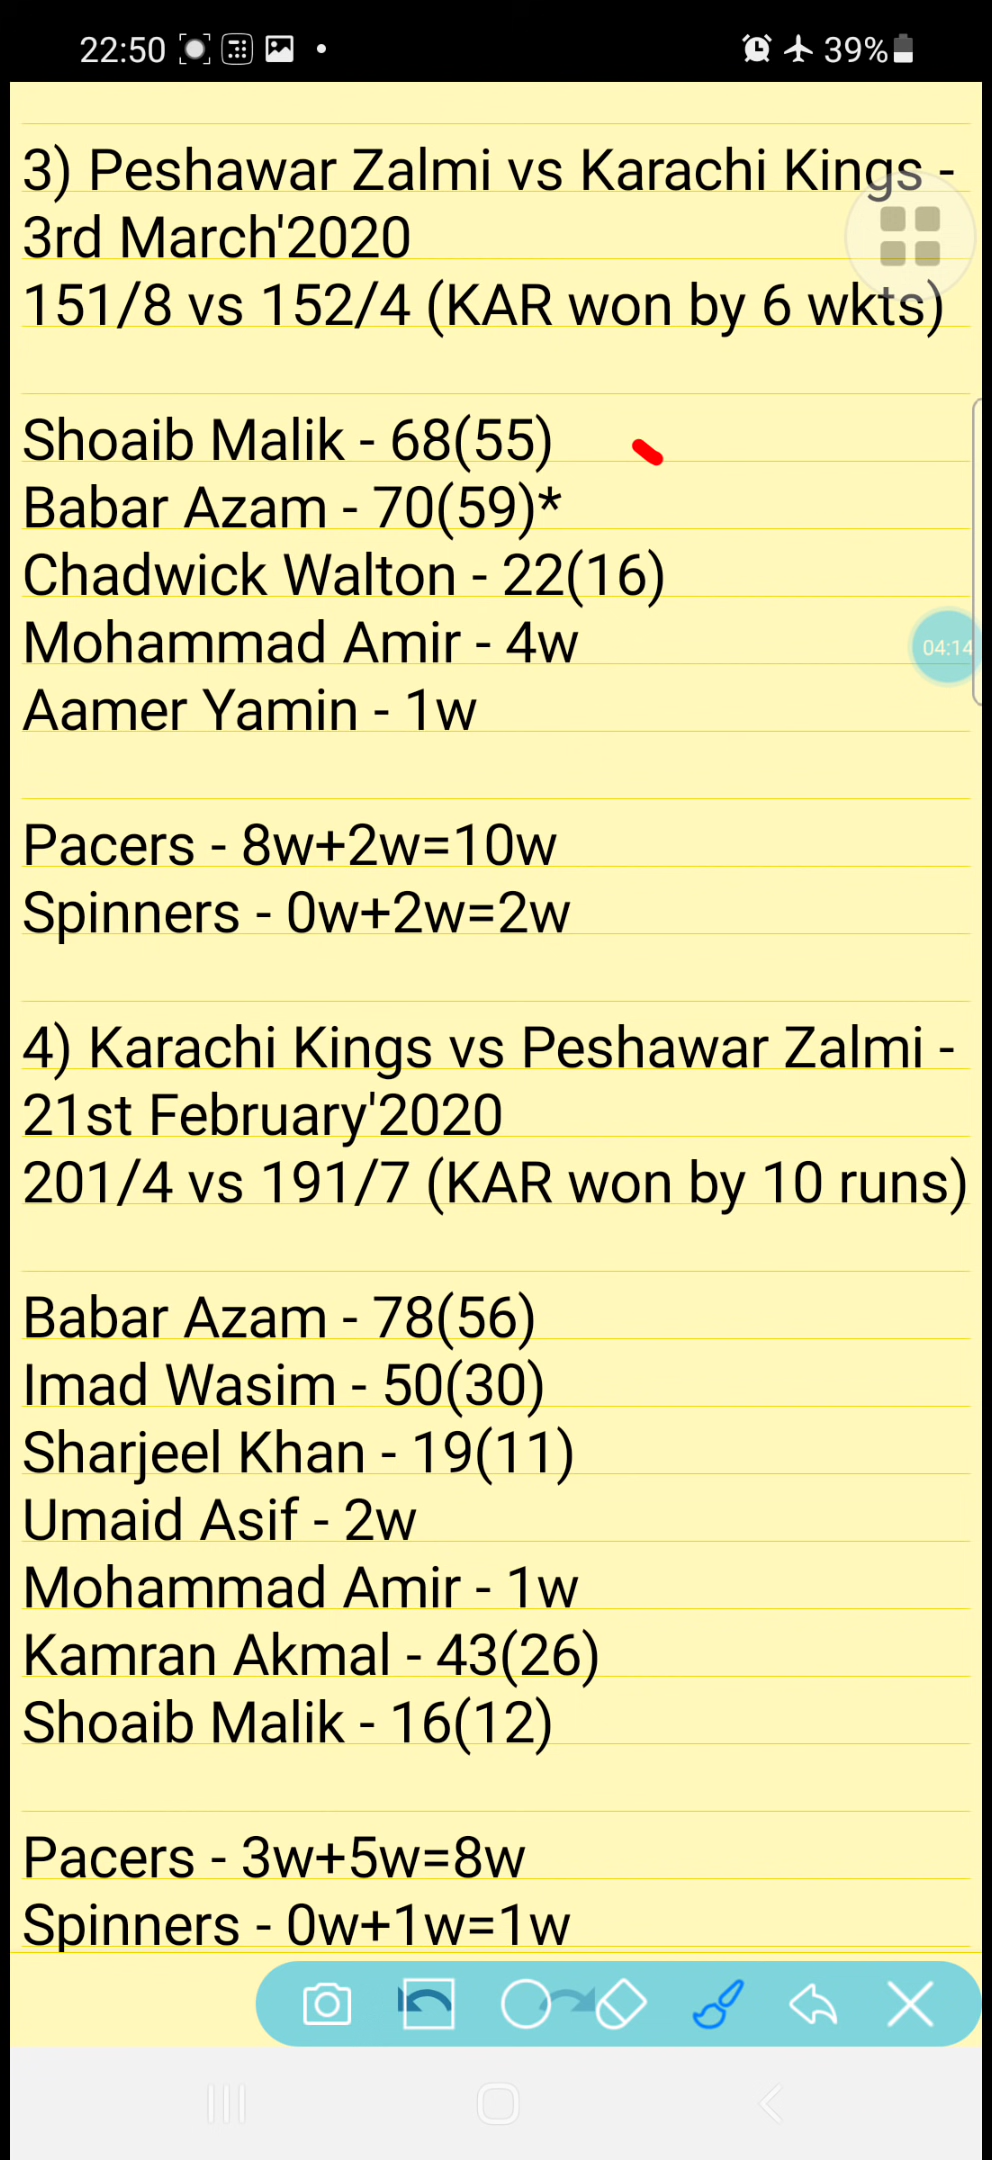 22:50
39%
3) Peshawar Zalmi vs Karachi Kings -
3rd March'2020
151/8 vs 152/4 (KAR won by 6 wkts)
Shoaib Malik - 68(55)
Babar Azam - 70(59)*
Chadwick Walton - 22(16)
Mohammad Amir - 4w
04:14
Aamer Yamin - 1w
Pacers - 8w+2w=10w
Spinners - 0w+2w=2w
4) Karachi Kings vs Peshawar Zalmi -
21st February'2020
201/4 vs 191/7 (KAR won by 10 runs)
Babar Azam - 78(56)
Imad Wasim - 50(30)
Sharjeel Khan - 19(11)
Umaid Asif - 2w
Mohammad Amir - 1w
Kamran Akmal - 43(26)
Shoaib Malik - 16(12)
Pacers - 3w+5w=8w
Spinners - 0w+1w=1w